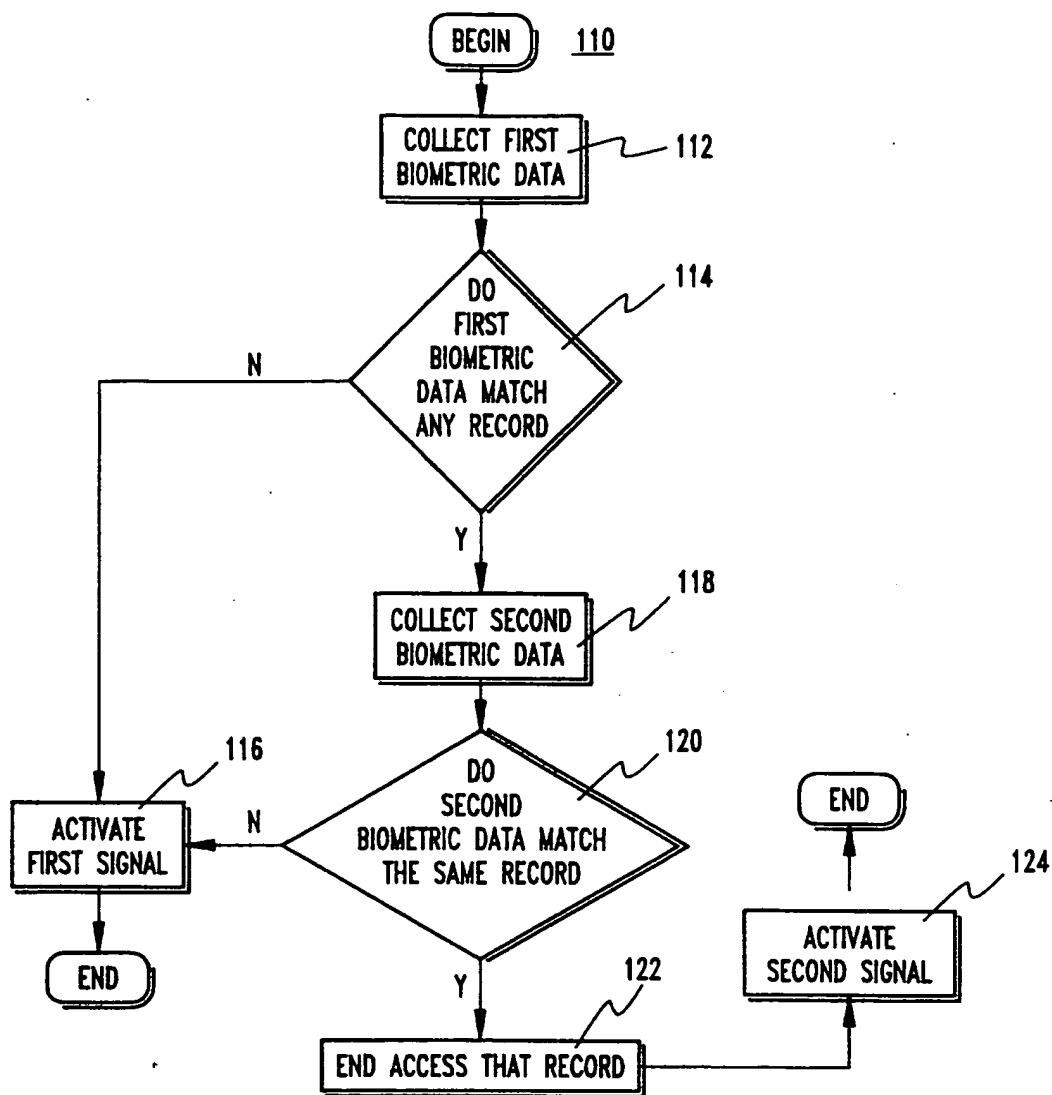 BEGIN
110
COLLECT FIRST
BIOMETRIC DATA
112
DO
FIRST
BIOMETRIC
DATA MATCH
ANY RECORD
114
N
Y
COLLECT SECOND
BIOMETRIC DATA
118
DO
SECOND
BIOMETRIC DATA MATCH
THE SAME RECORD
120
N
116
ACTIVATE
FIRST SIGNAL
END
Y
122
END ACCESS THAT RECORD
124
ACTIVATE
SECOND SIGNAL
END